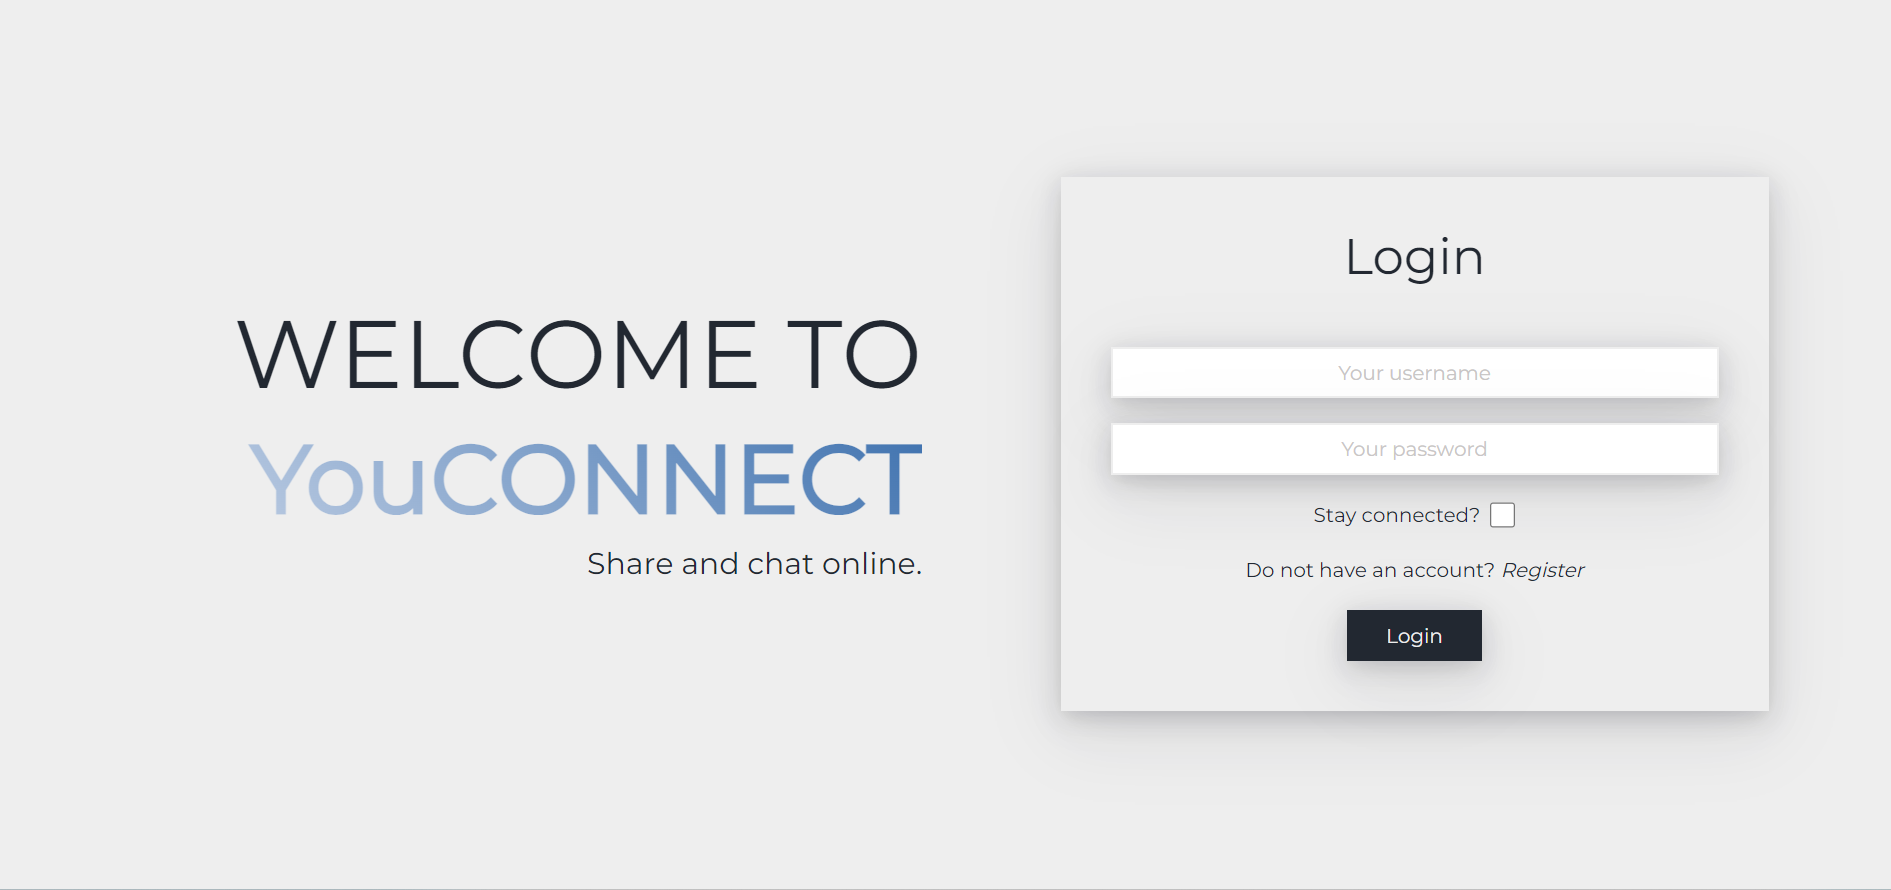 WELCOME TO
YouCONNECT
Share and chat online.
Login
Your username
Your password
Stay connected?
Do not have an account? Register
Login